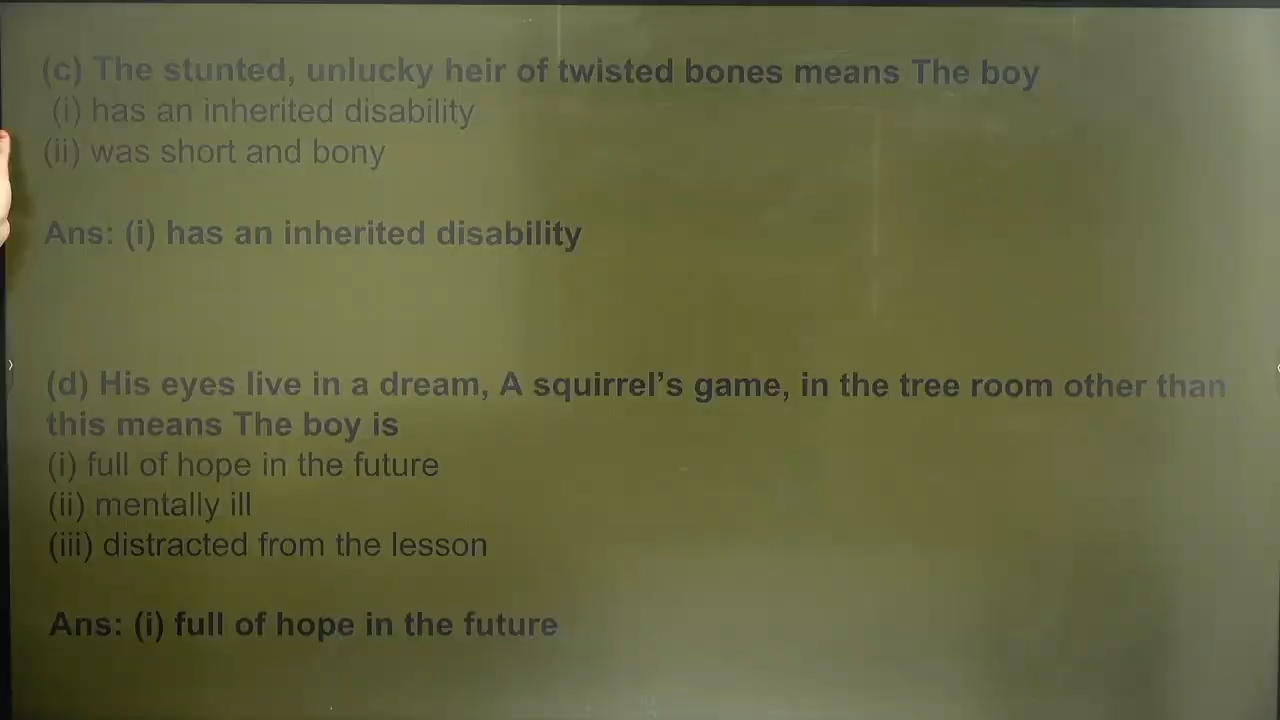 (c) The stunted, unlucky heir of twisted bones means The boy
(i) has an inherited disability
(ii) was short and bony
Ans: (i) has an inherited disability
(d) His eyes live in a dream, A squirrel’s game, in the tree room other than
this means The boy is
(i) full of hope in the future
(ii) mentally ill
(iii) distracted from the lesson
Ans: (i) full of hope in the future